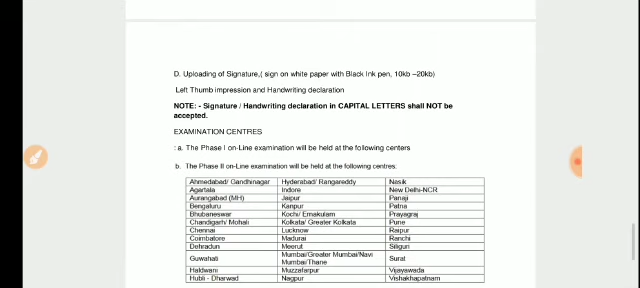 D. Uploading of Signature,( sign on white paper with Black Ink pen, 10kb ~20kb)
Left Thumb impression and Handwriting declaration
NOTE: - Signature / Handwriting declaration in CAPITAL LETTERS shall NOT be
accepted.
EXAMINATION CENTRES
:a. The Phase I on-Line examination will be held at the following centers
b. The Phase II on-Line examination will be held at the following centres:
Ahmedabad/ Gandhinagar Hyderabad/ Rangareddy Nasik
Agartala Indore New Delhi-NCR
Aurangabad (MH) Jaipur Panaji
Bengaluru Kanpur Patna
Bhubaneswar Kochi/ Ernakulam Prayagraj
Chandigarh/ Mohali Kolkata/ Greater Kolkata Pune
Chennai Lucknow Raipur
Coimbatore Madurai Ranchi
Dehradun Meerut Siliguri
Guwahati Mumbai/Greater Mumbai/Navi Mumbai/Thane Surat
Haldwani Muzzafarpur Vijayawada
Hubli - Dharwad Nagpur Vishakhapatnam